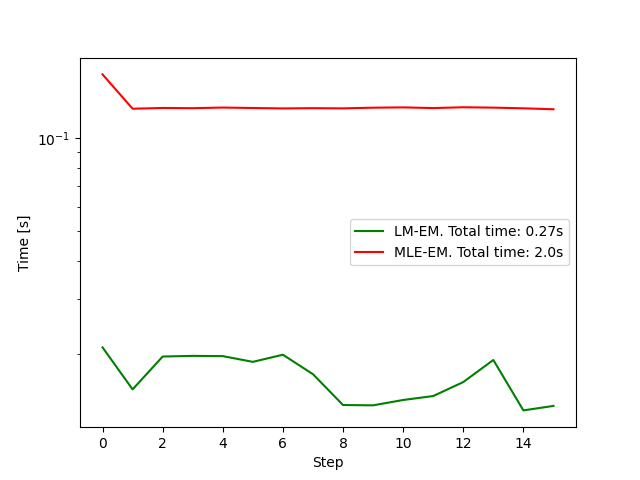 Time [s]
10⁻¹
LM-EM. Total time: 0.27s
MLE-EM. Total time: 2.0s
0 2 4 6 8 10 12 14
Step